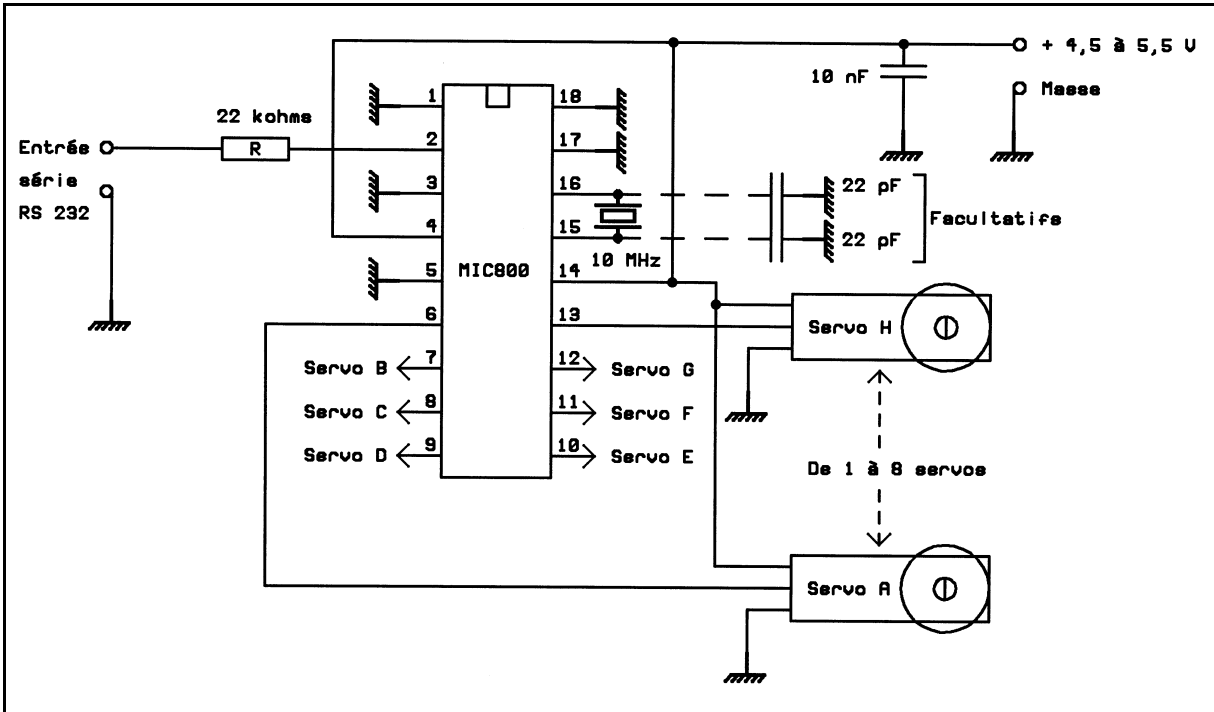 + 4,5 à 5,5 V
10 nF
Masse
22 kohms
R
Entrée
série
RS 232
1
2
3
4
5
6
7
8
9
18
17
16
15
14
13
12
11
10
MIC800
10 MHz
22 pF
22 pF
Facultatifs
Servo H
Servo B
Servo C
Servo D
Servo G
Servo F
Servo E
De 1 à 8 servos
Servo A